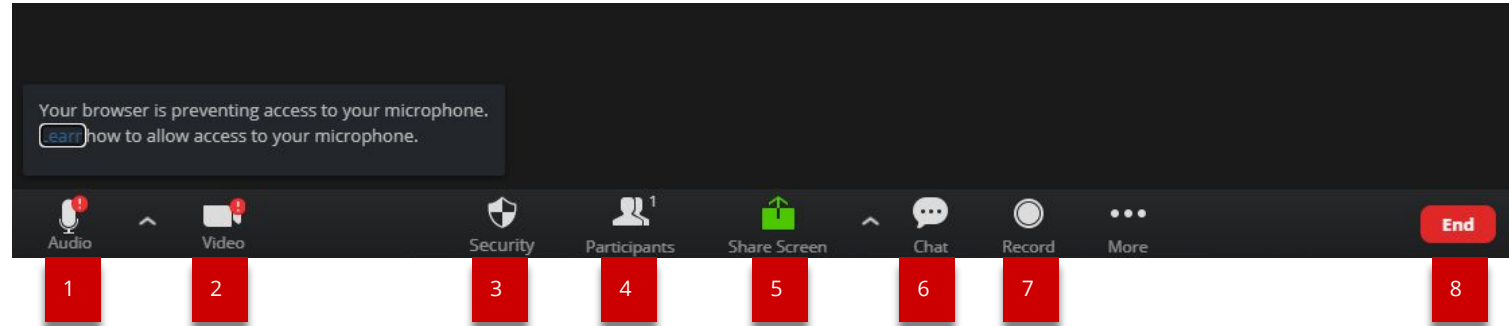 Your browser is preventing access to your microphone.
Learn how to allow access to your microphone.
1
Audio
Video
Security
Participants
Share Screen
Chat
Record
More
End
1
2
3
4
5
6
7
8